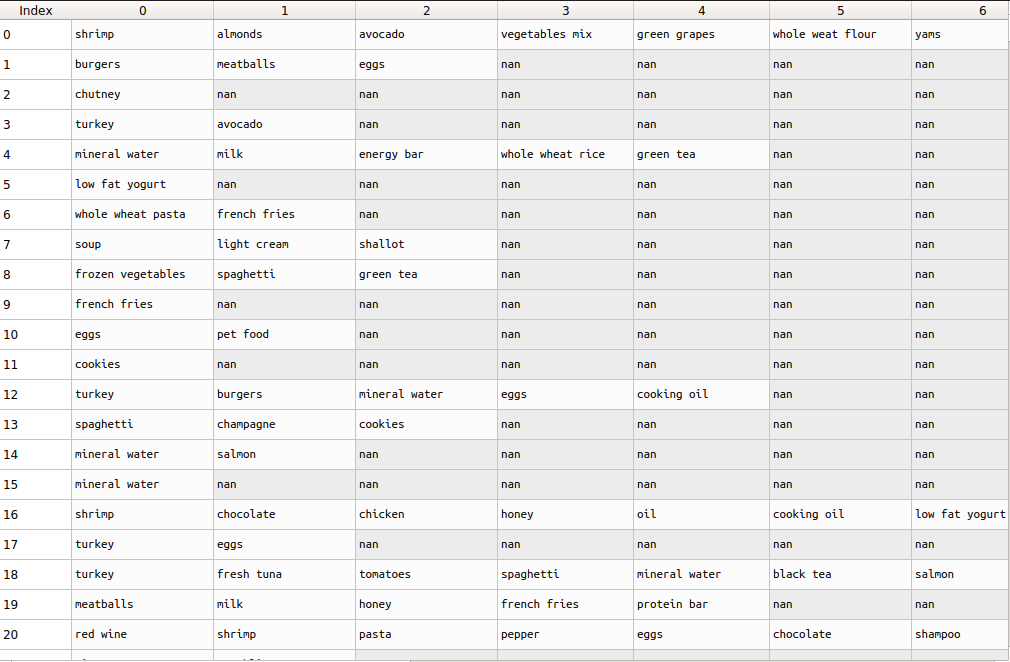 Index 0 1 2 3 4 5 6
0 shrimp almonds avocado vegetables mix green grapes whole weat flour yams
1 burgers meatballs eggs nan nan nan nan
2 chutney nan nan nan nan nan nan
3 turkey avocado nan nan nan nan nan
4 mineral water milk energy bar whole wheat rice green tea nan nan
5 low fat yogurt nan nan nan nan nan nan
6 whole wheat pasta french fries nan nan nan nan nan
7 soup light cream shallot nan nan nan nan
8 frozen vegetables spaghetti green tea nan nan nan nan
9 french fries nan nan nan nan nan nan
10 eggs pet food nan nan nan nan nan
11 cookies nan nan nan nan nan nan
12 turkey burgers mineral water eggs cooking oil nan nan
13 spaghetti champagne cookies nan nan nan nan
14 mineral water salmon nan nan nan nan nan
15 mineral water nan nan nan nan nan nan
16 shrimp chocolate chicken honey oil cooking oil low fat yogurt
17 turkey eggs nan nan nan nan nan
18 turkey fresh tuna tomatoes spaghetti mineral water black tea salmon
19 meatballs milk honey french fries protein bar nan nan
20 red wine shrimp pasta pepper eggs chocolate shampoo